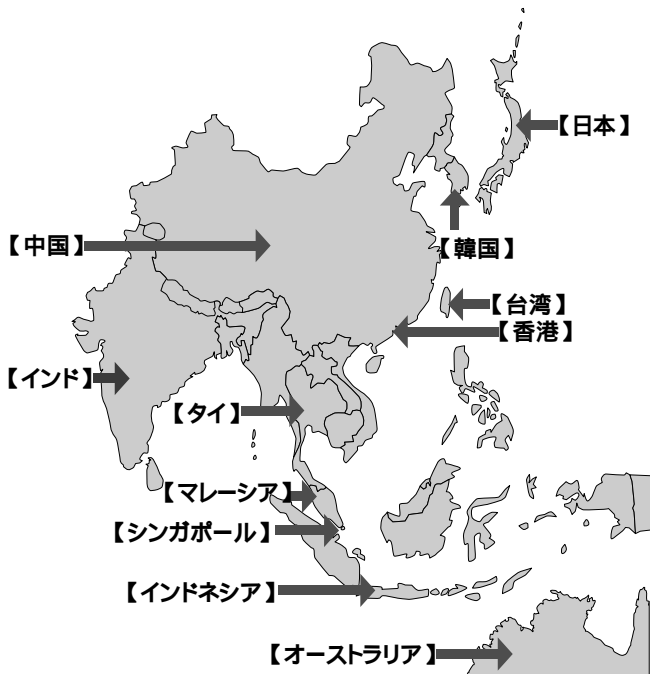 【日本】
【中国】
【韓国】
【台湾】
【香港】
【インド】
【タイ】
【マレーシア】
【シンガポール】
【インドネシア】
【オーストラリア】